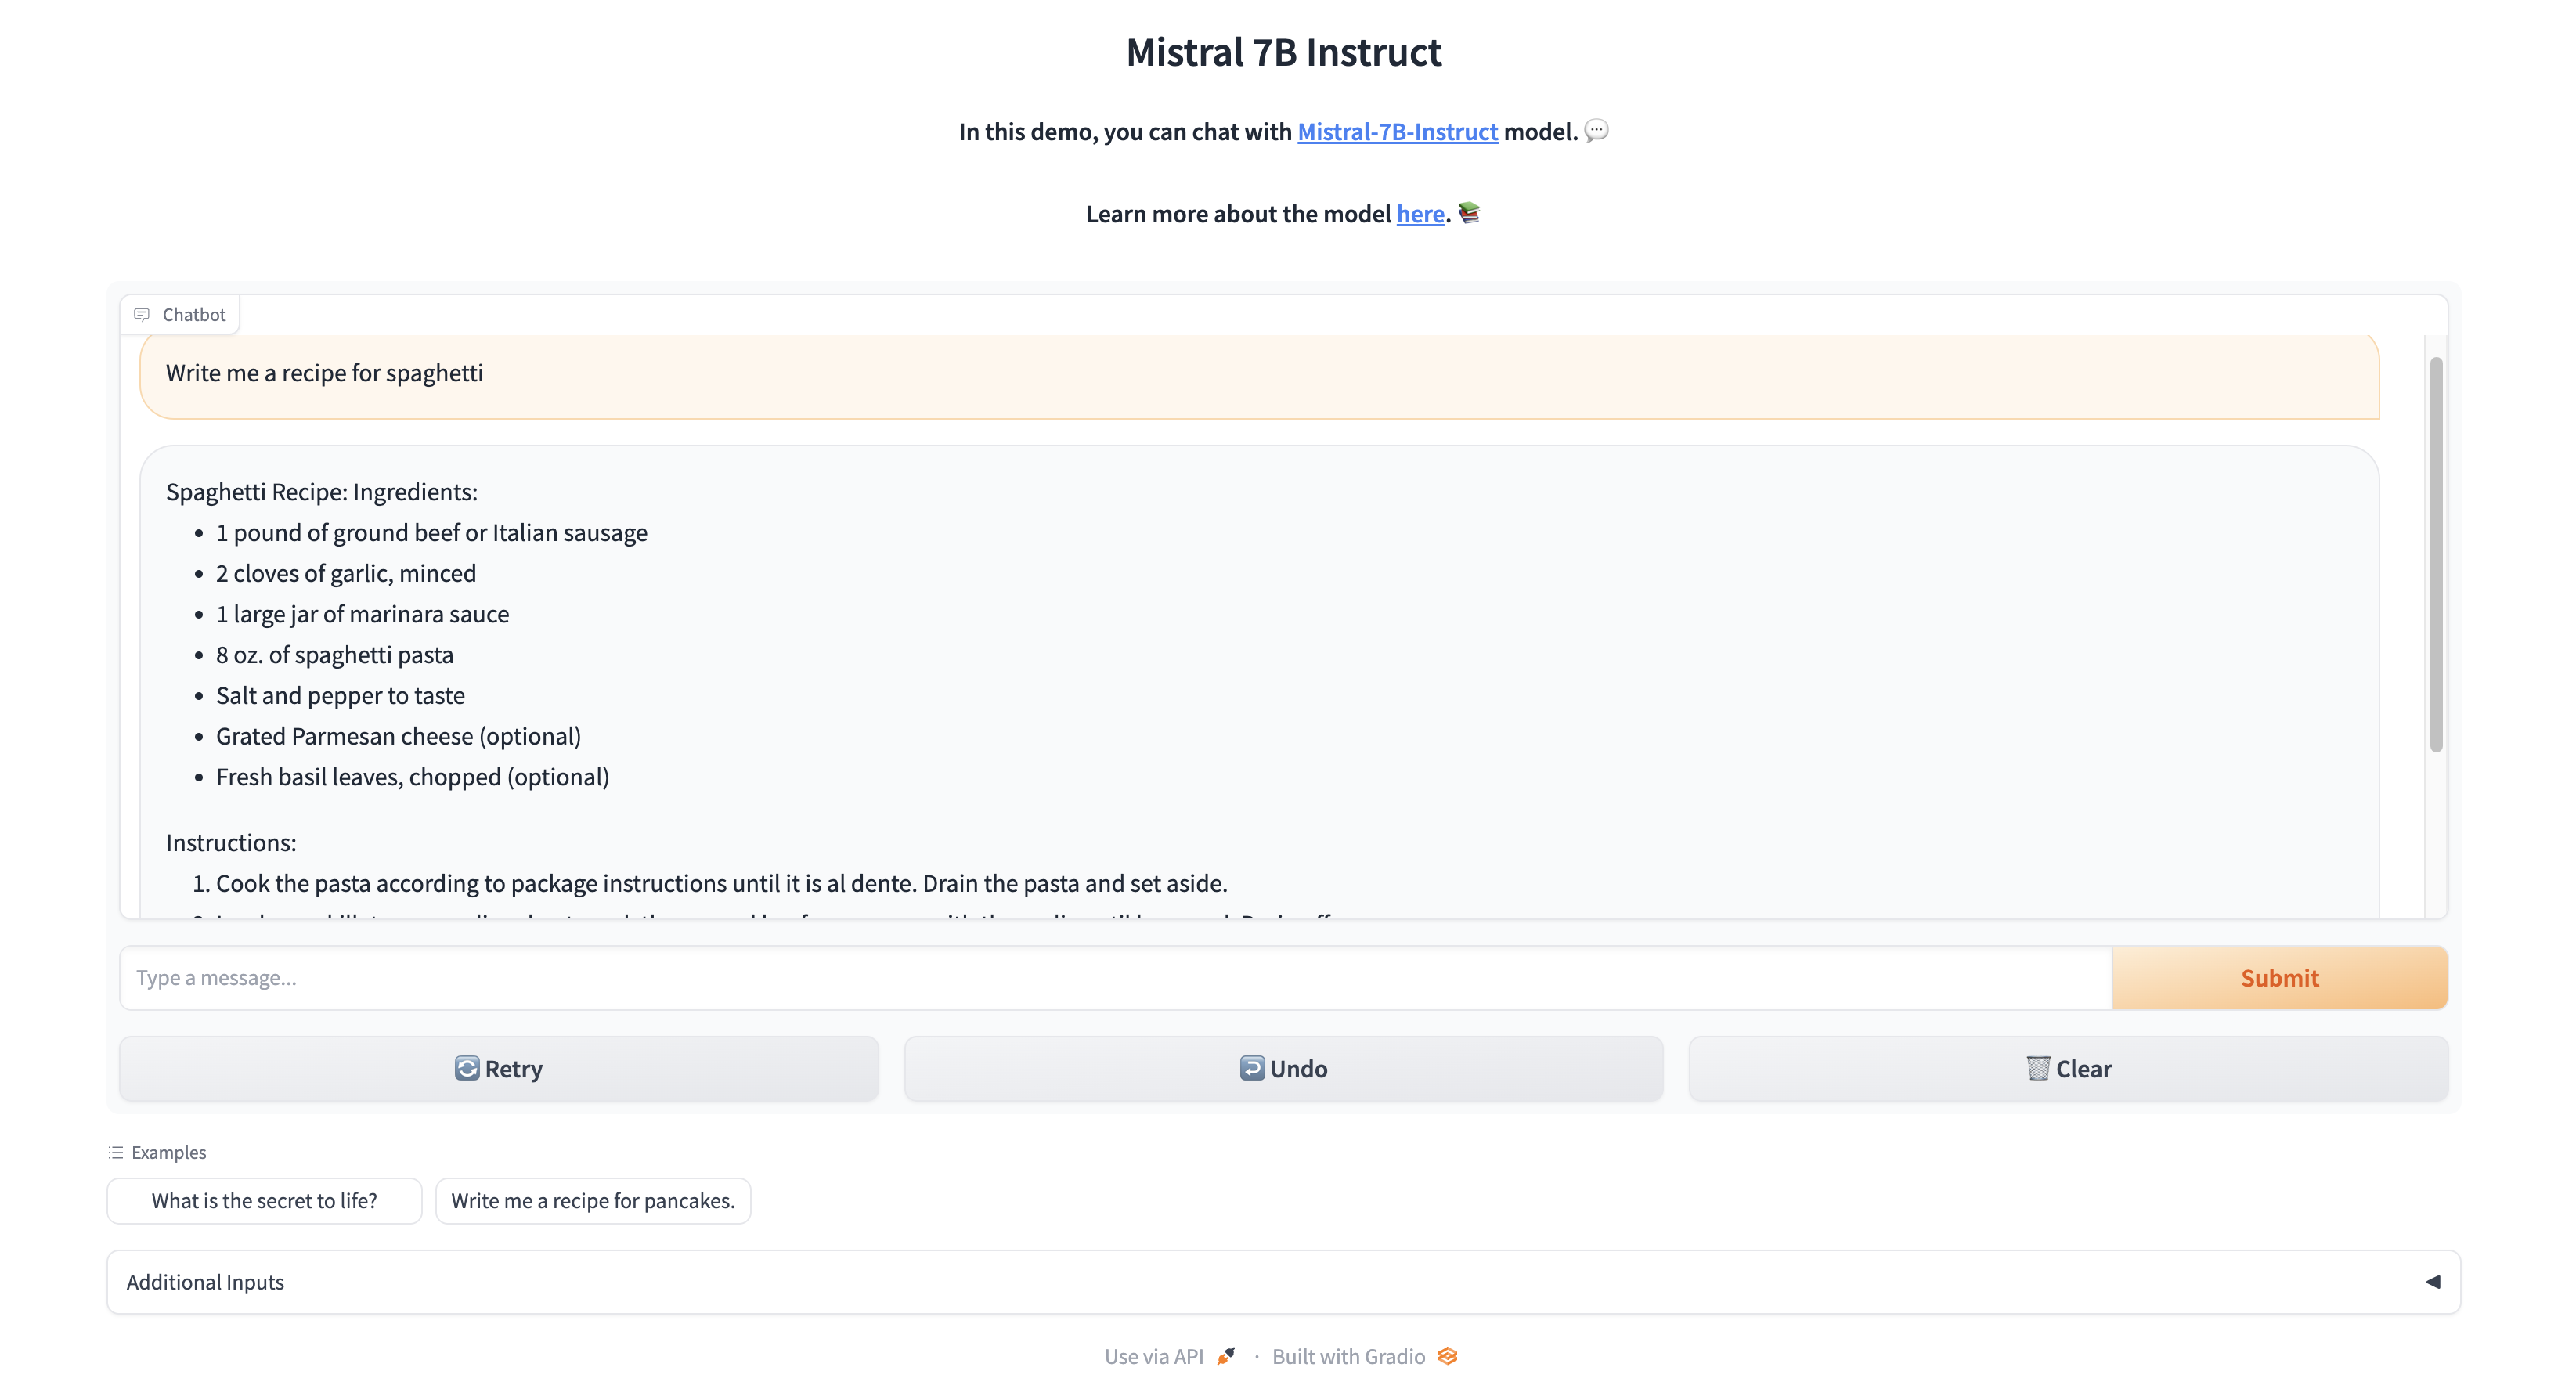 Mistral 7B Instruct
In this demo, you can chat with Mistral-7B-Instruct model. 💬
Learn more about the model here. 📚
Chatbot
Write me a recipe for spaghetti
Spaghetti Recipe: Ingredients:
• 1 pound of ground beef or Italian sausage
• 2 cloves of garlic, minced
• 1 large jar of marinara sauce
• 8 oz. of spaghetti pasta
• Salt and pepper to taste
• Grated Parmesan cheese (optional)
• Fresh basil leaves, chopped (optional)
Instructions:
1. Cook the pasta according to package instructions until it is al dente. Drain the pasta and set aside.
Type a message...
Submit
🔄 Retry
↩️ Undo
🗑️ Clear
Examples
What is the secret to life?
Write me a recipe for pancakes.
Additional Inputs
Use via API 🚀 · Built with Gradio